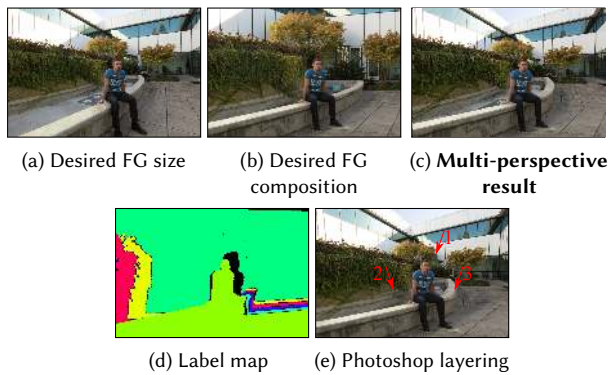 (a) Desired FG size
(b) Desired FG
composition
(c) Multi-perspective
result
1
2
3
(d) Label map
(e) Photoshop layering